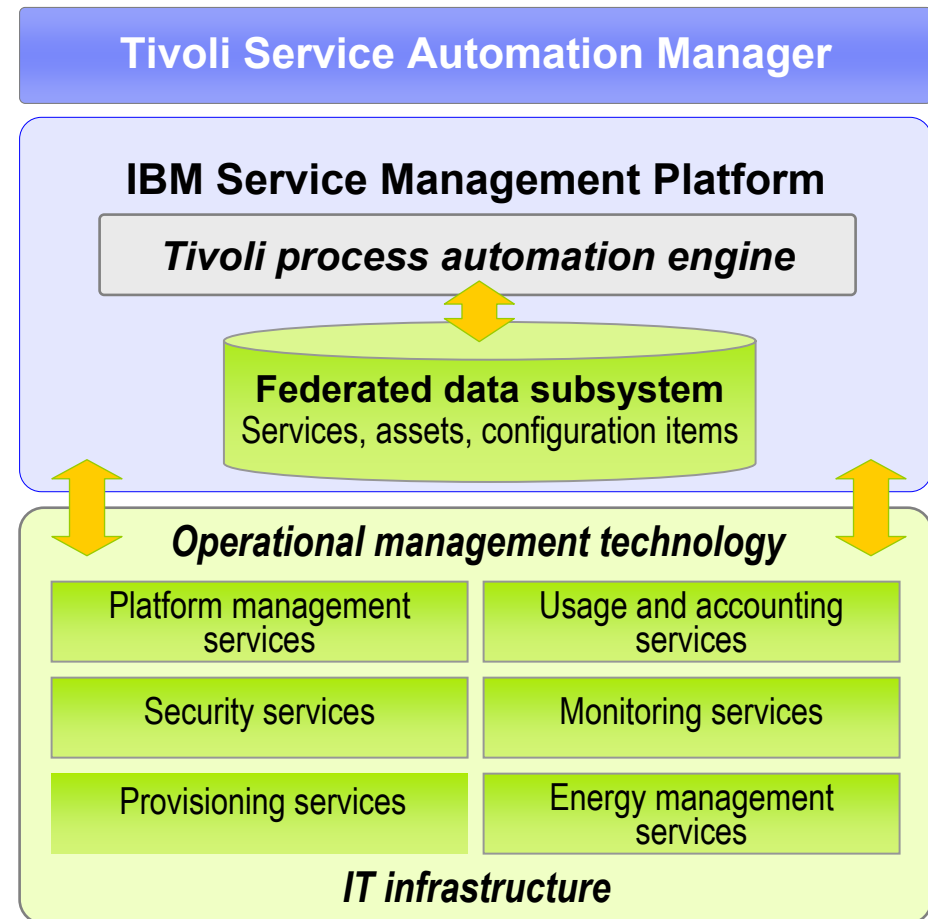 Tivoli Service Automation Manager
IBM Service Management Platform
Tivoli process automation engine
Federated data subsystem
Services, assets, configuration items
Operational management technology
Platform management
services
Usage and accounting
services
Security services
Monitoring services
Provisioning services
Energy management
services
IT infrastructure